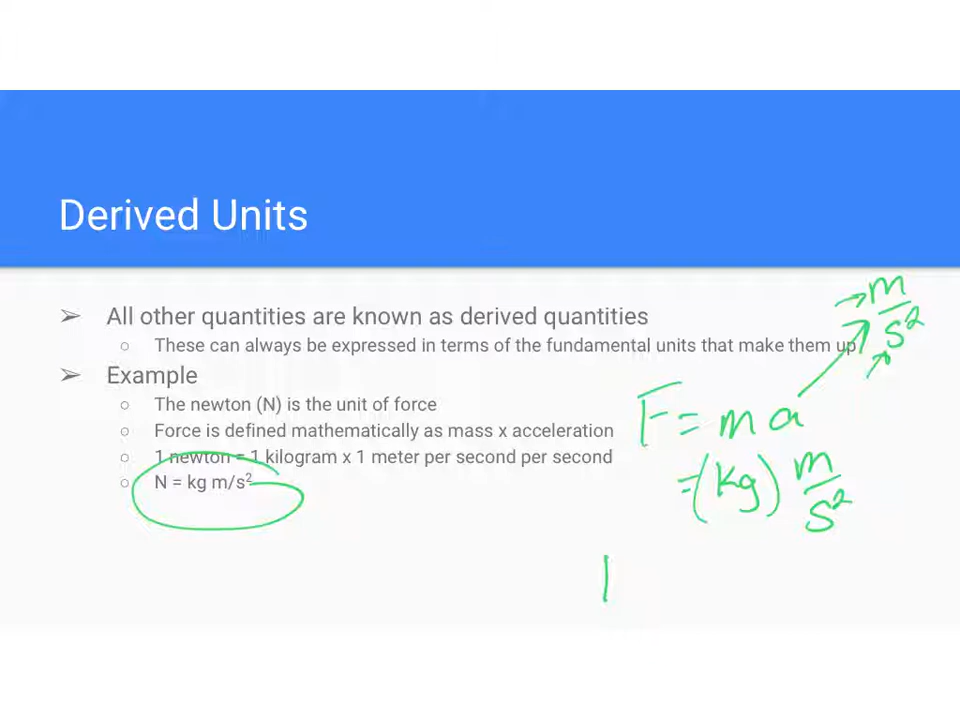 Derived Units
➢ All other quantities are known as derived quantities
○ These can always be expressed in terms of the fundamental units that make them up
➢ Example
○ The newton (N) is the unit of force
○ Force is defined mathematically as mass x acceleration
○ 1 newton = 1 kilogram x 1 meter per second per second
○ N = kg m/s²
→ m/s²
F = m a
= (kg) m/s²
1